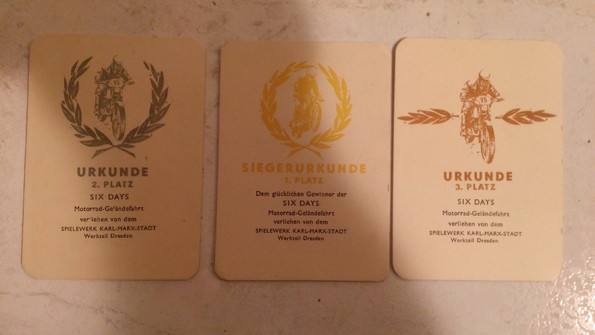 URKUNDE
2. PLATZ
SIX DAYS
Motorrad-Geländefahrt
verliehen von dem
SPIELEWERK KARL-MARX-STADT
Werkteil Dresden
SIEGERURKUNDE
1. PLATZ
Dem glücklichen Gewinner der
SIX DAYS
Motorrad-Geländefahrt
verliehen von dem
SPIELEWERK KARL-MARX-STADT
Werkteil Dresden
15
URKUNDE
3. PLATZ
SIX DAYS
Motorrad-Geländefahrt
verliehen von dem
SPIELEWERK KARL-MARX-STADT
Werkteil Dresden